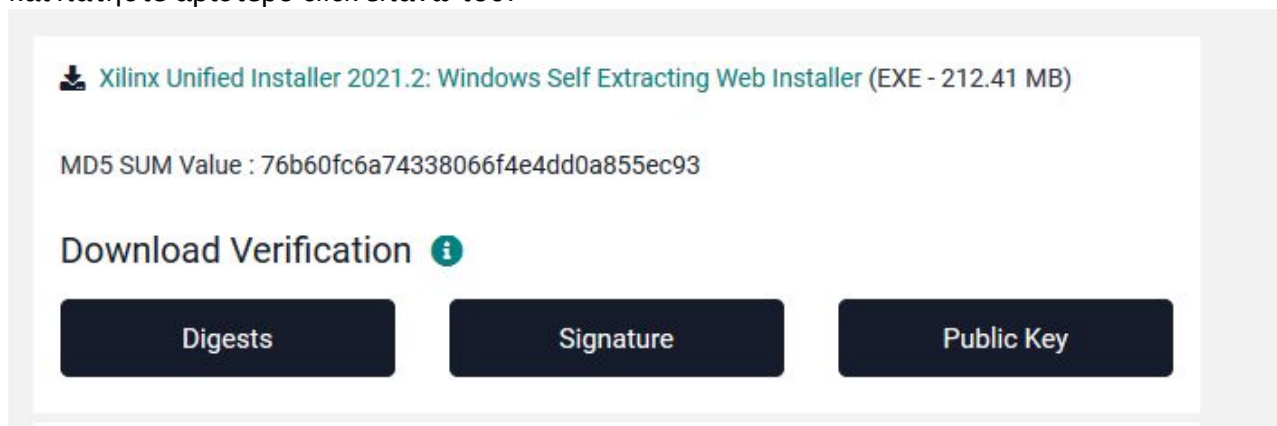 Xilinx Unified Installer 2021.2: Windows Self Extracting Web Installer (EXE - 212.41 MB)
MD5 SUM Value : 76b60fc6a74338066f4e4dd0a855ec93
Download Verification
Digests
Signature
Public Key